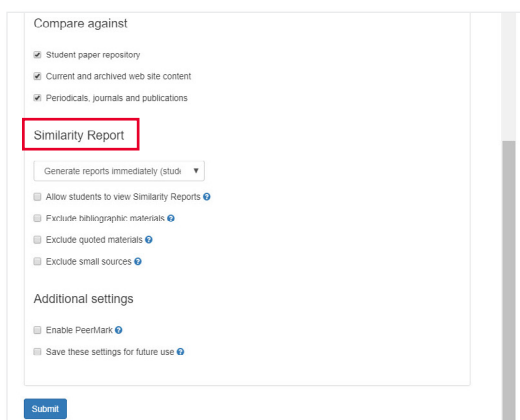 Compare against
Student paper repository
Current and archived web site content
Periodicals, journals and publications
Similarity Report
Generate reports immediately (stude
Allow students to view Similarity Reports ?
Exclude bibliographic materials ?
Exclude quoted materials ?
Exclude small sources ?
Additional settings
Enable PeerMark ?
Save these settings for future use ?
Submit